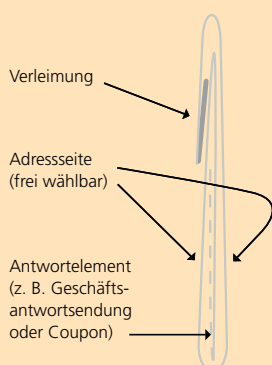 Verleimung
Adressseite
(frei wählbar)
Antwortelement
(z. B. Geschäfts-
antwortsendung
oder Coupon)